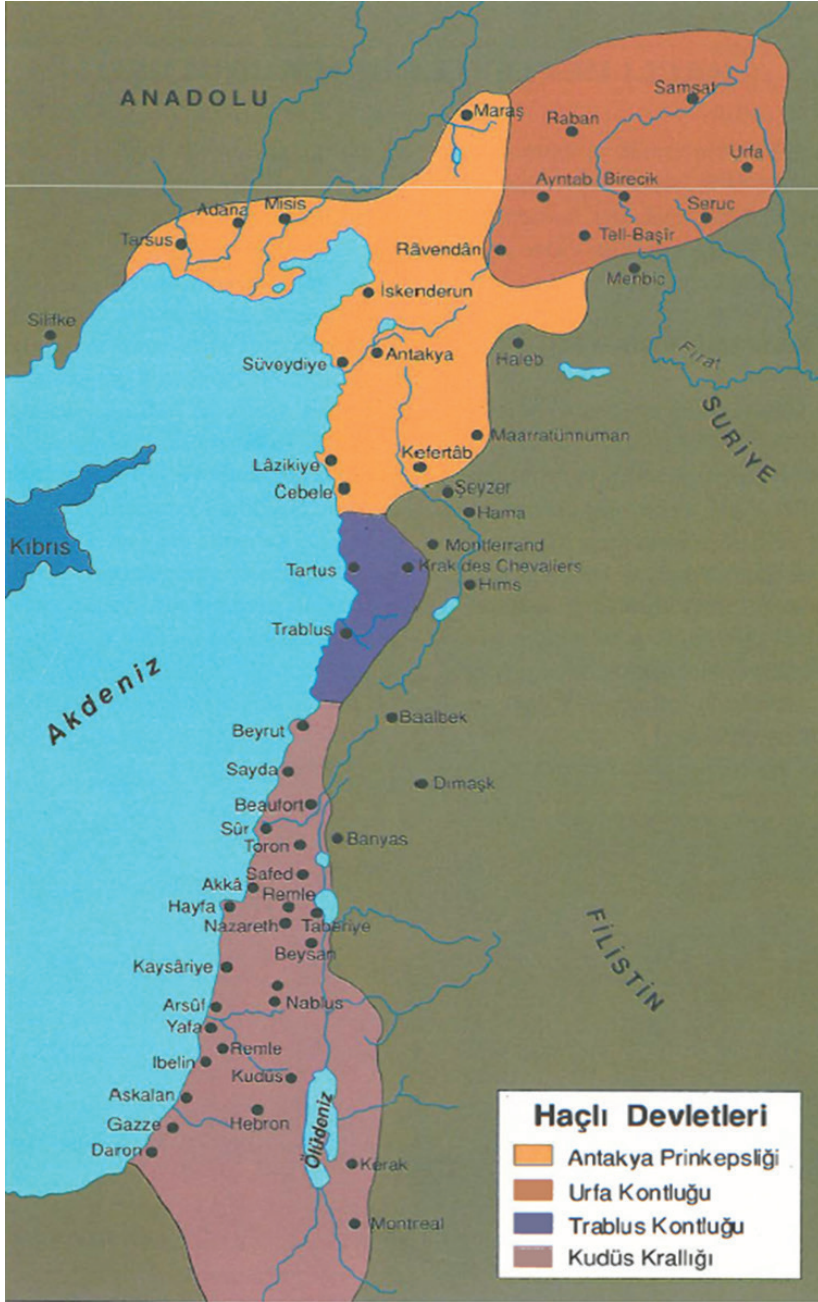 ANADOLU
Maraş
Samsat
Raban
Urfa
Ayntab
Birecik
Adana
Misis
Seruc
Tarsus
Tell-Başîr
Râvendân
Menbic
İskenderun
Silifke
Antakya
Haleb
Fırat
Süveydiye
SURİYE
Maarratünnuman
Lâzikiye
Kefertâb
Cebele
Şeyzer
Hama
Kıbrıs
Montferrand
Tartus
Krak des Chevaliers
Hıms
Trablus
Akdeniz
Beyrut
Baalbek
Sayda
Dımaşk
Beaufort
Sûr
Banyas
Toron
Safed
Akkâ
Remle
Hayfa
Nazareth
Taberiye
FİLİSTİN
Beysan
Kaysâriye
Arsûf
Nablus
Yafa
Remle
Ibelin
Kudüs
Askalan
Hebron
Gazze
Ölüdeniz
Daron
Kerak
Montreal
Haçlı Devletleri
Antakya Prinkepsliği
Urfa Kontluğu
Trablus Kontluğu
Kudüs Krallığı